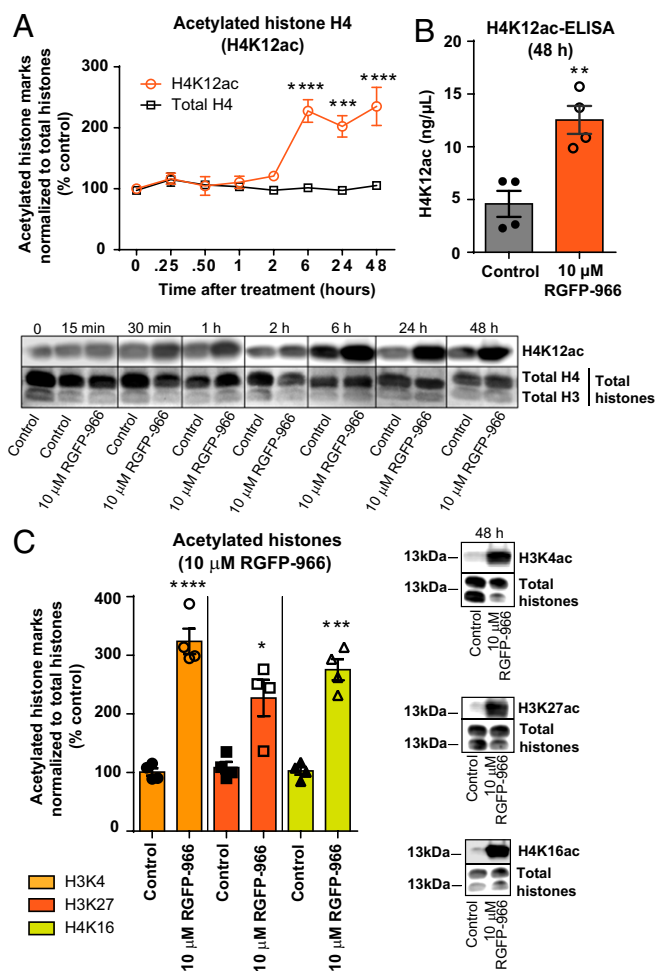 A
Acetylated histone H4
(H4K12ac)
Acetylated histone marks
normalized to total histones
(% control)
300
200
100
0
H4K12ac
Total H4
**** *** ****
0 .25 .50 1 2 6 24 48
Time after treatment (hours)
B
H4K12ac-ELISA
(48 h)
H4K12ac (ng/µL)
20
15
10
5
0
**
Control
10 µM
RGFP-966
0 15 min 30 min 1 h 2 h 6 h 24 h 48 h
H4K12ac
Total H4
Total H3
Total
histones
Control
Control
10 µM RGFP-966
Control
10 µM RGFP-966
Control
10 µM RGFP-966
Control
10 µM RGFP-966
Control
10 µM RGFP-966
Control
10 µM RGFP-966
Control
10 µM RGFP-966
C
Acetylated histones
(10 µM RGFP-966)
Acetylated histone marks
normalized to total histones
(% control)
400
300
200
100
0
****
*
***
Control
10 µM RGFP-966
Control
10 µM RGFP-966
Control
10 µM RGFP-966
H3K4
H3K27
H4K16
48 h
13kDa
H3K4ac
13kDa
Total
histones
Control
10 µM
RGFP-966
13kDa
H3K27ac
13kDa
Total
histones
Control
10 µM
RGFP-966
13kDa
H4K16ac
13kDa
Total
histones
Control
10 µM
RGFP-966